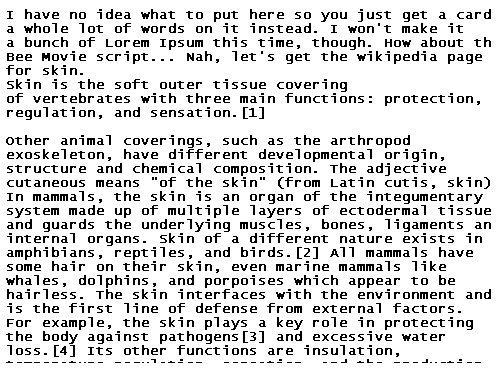 I have no idea what to put here so you just get a card
a whole lot of words on it instead. I won't make it
a bunch of Lorem Ipsum this time, though. How about th
Bee Movie script... Nah, let's get the wikipedia page
for skin.
Skin is the soft outer tissue covering
of vertebrates with three main functions: protection,
regulation, and sensation.[1]

Other animal coverings, such as the arthropod
exoskeleton, have different developmental origin,
structure and chemical composition. The adjective
cutaneous means "of the skin" (from Latin cutis, skin)
In mammals, the skin is an organ of the integumentary
system made up of multiple layers of ectodermal tissue
and guards the underlying muscles, bones, ligaments an
internal organs. Skin of a different nature exists in
amphibians, reptiles, and birds.[2] All mammals have
some hair on their skin, even marine mammals like
whales, dolphins, and porpoises which appear to be
hairless. The skin interfaces with the environment and
is the first line of defense from external factors.
For example, the skin plays a key role in protecting
the body against pathogens[3] and excessive water
loss.[4] Its other functions are insulation,